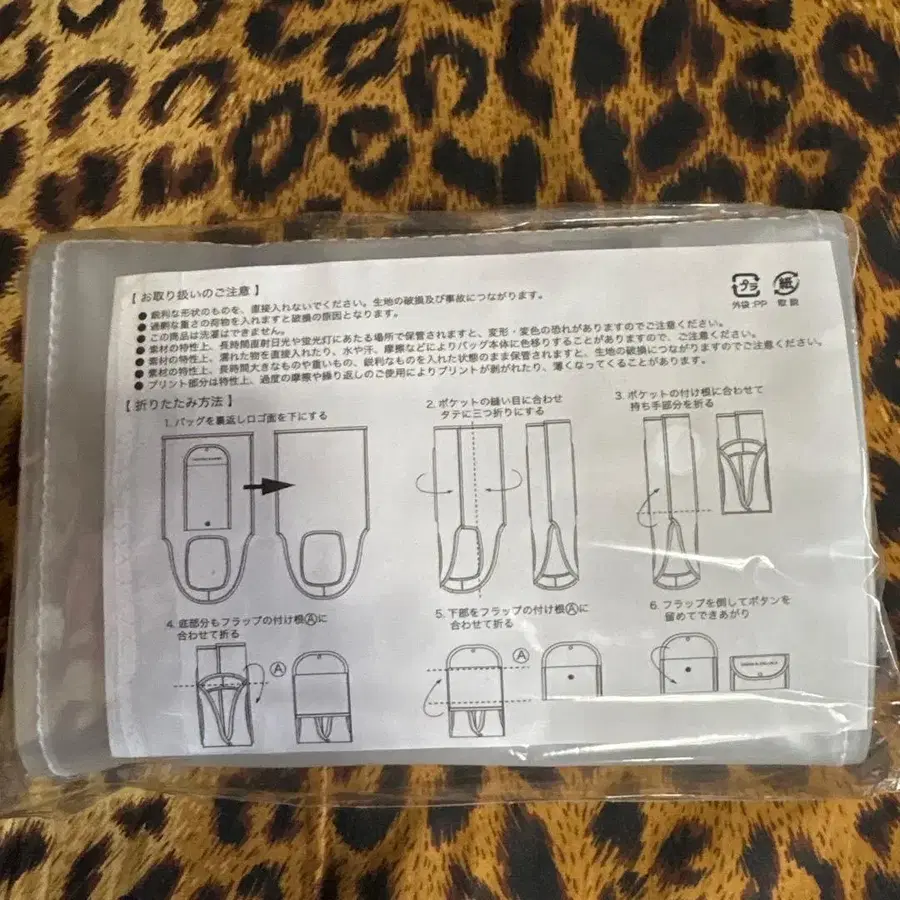 【 お取り扱いのご注意 】
● 鋭利な形状のものを、直接入れないでください。生地の破損及び事故につながります。
● 過剰な重さの荷物を入れますと破損の原因となります。
● この商品は洗濯はできません。
● 素材の特性上、長時間直射日光や蛍光灯にあたる場所で保管されますと、変形・変色の恐れがありますのでご注意ください。
● 素材の特性上、濡れた物を直接入れたり、水や汗、摩擦などによりバッグ本体に色移りすることがありますので、ご注意ください。
● 素材の特性上、長時間大きなものや重いもの、鋭利なものを入れた状態のまま保管されますと、生地の破損につながりますのでご注意ください。
● プリント部分は特性上、過度の摩擦や繰り返しのご使用によりプリントが剥がれたり、薄くなってくることがあります。
プラ
外袋:PP
紙
取説
【 折りたたみ方法 】
1. バッグを裏返しロゴ面を下にする
2. ポケットの縫い目に合わせ
タテに三つ折りにする
3. ポケットの付け根に合わせて
持ち手部分を折る
4. 底部分もフラップの付け根Ⓐに
合わせて折る
Ⓐ
5. 下部をフラップの付け根Ⓐに
合わせて折る
Ⓐ
6. フラップを倒してボタンを
留めてできあがり